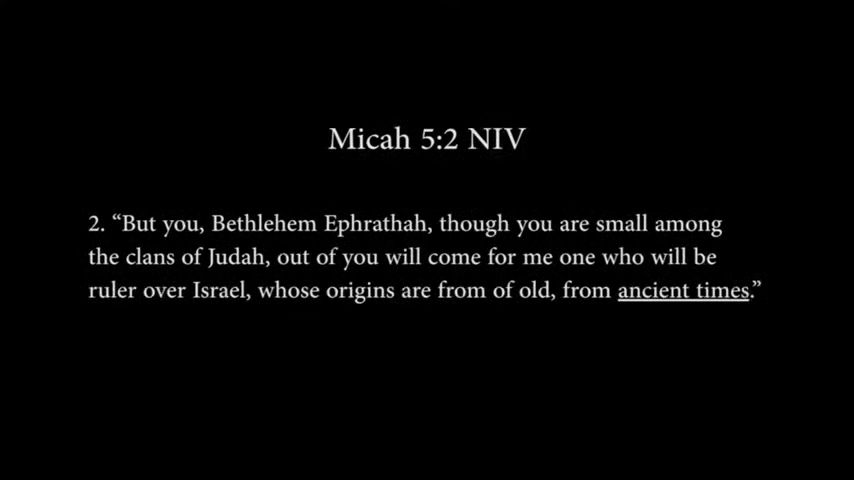 Micah 5:2 NIV
2. “But you, Bethlehem Ephrathah, though you are small among
the clans of Judah, out of you will come for me one who will be
ruler over Israel, whose origins are from of old, from ancient times.”